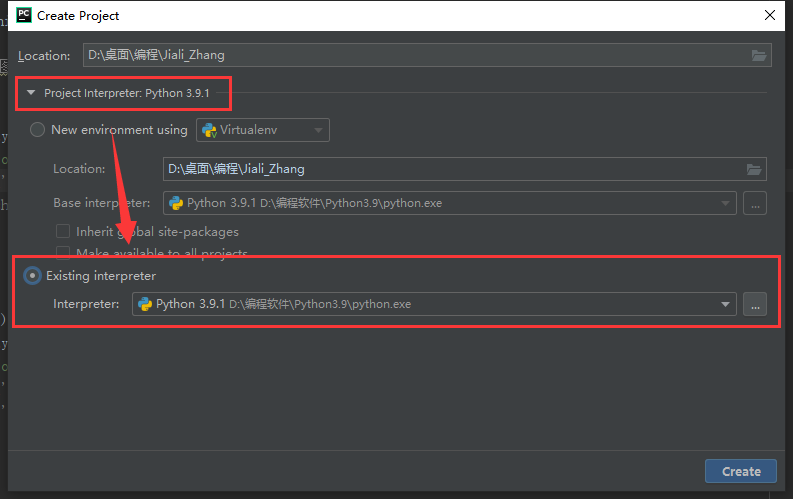 PC Create Project
Location: D:\桌面\编程\Jiali_Zhang
Project Interpreter: Python 3.9.1
New environment using Virtualenv
Location: D:\桌面\编程\Jiali_Zhang
Base interpreter: Python 3.9.1 D:\编程软件\Python3.9\python.exe ...
Inherit global site-packages
Make available to all projects
Existing interpreter
Interpreter: Python 3.9.1 D:\编程软件\Python3.9\python.exe ...
Create